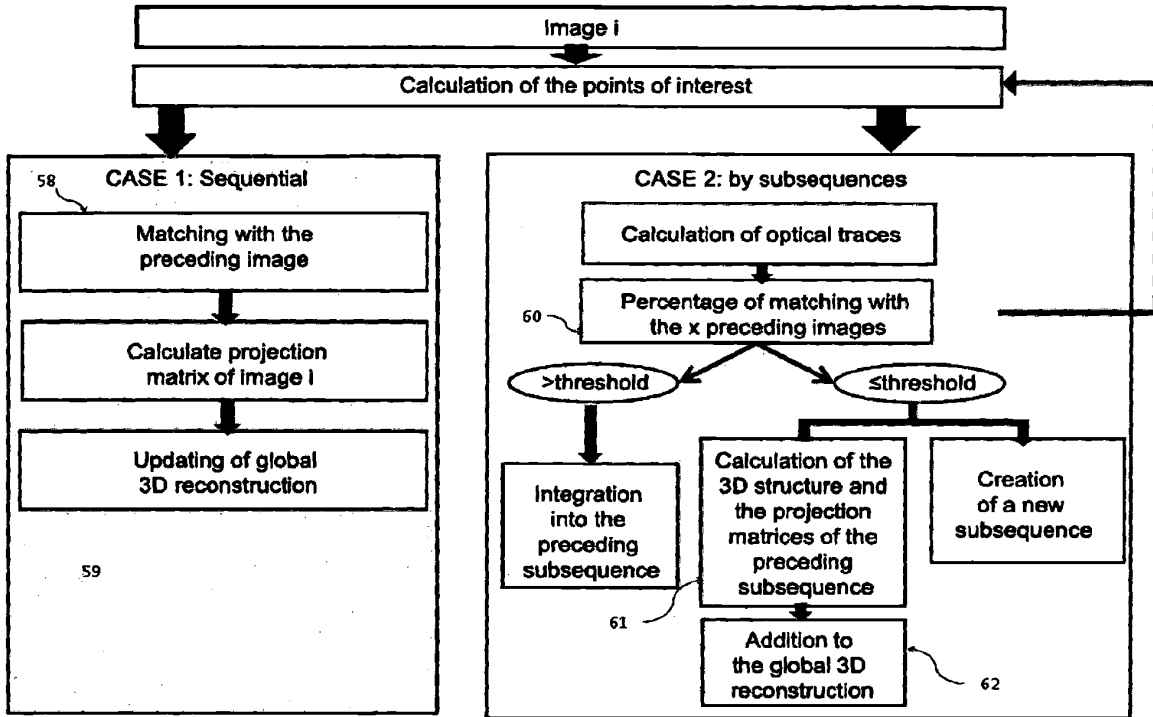 Image i
Calculation of the points of interest
CASE 1: Sequential
58
Matching with the
preceding image
Calculate projection
matrix of image i
Updating of global
3D reconstruction
59
CASE 2: by subsequences
Calculation of optical traces
60
Percentage of matching with
the x preceding images
>threshold
≤threshold
Integration
into the
preceding
subsequence
Calculation of the
3D structure and
the projection
matrices of the
preceding
subsequence
Creation
of a new
subsequence
61
Addition to
the global 3D
reconstruction
62